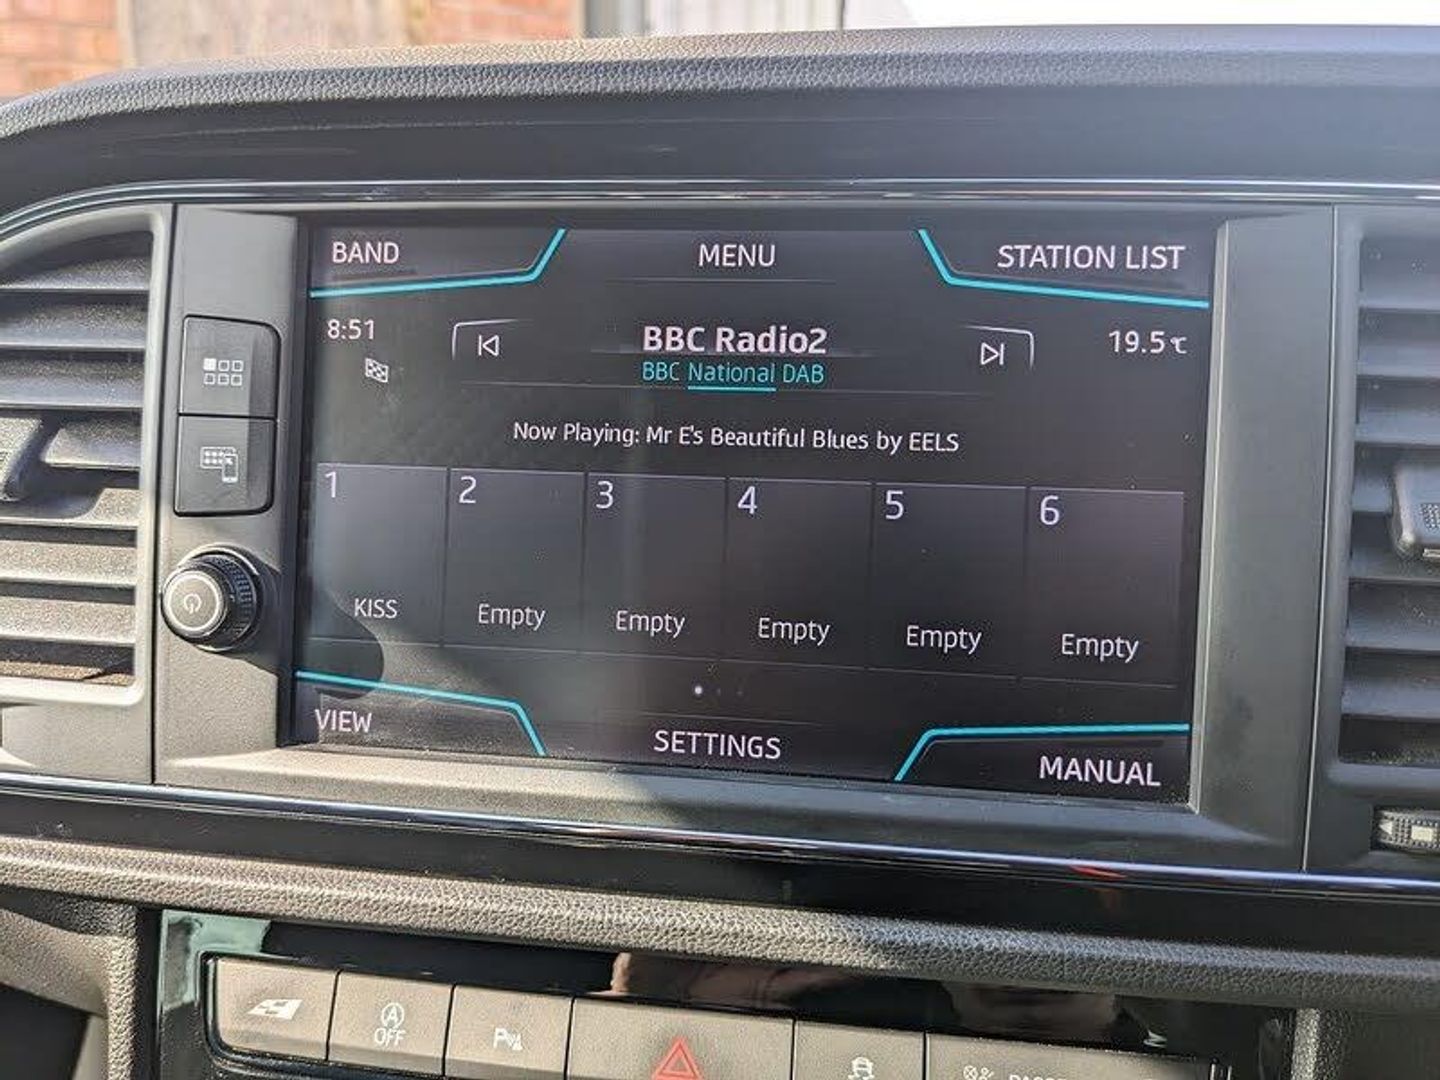 BAND MENU STATION LIST
8:51 BBC Radio2 19.5℃
BBC National DAB
Now Playing: Mr E's Beautiful Blues by EELS
1 2 3 4 5 6
KISS Empty Empty Empty Empty Empty
VIEW SETTINGS MANUAL
A
OFF